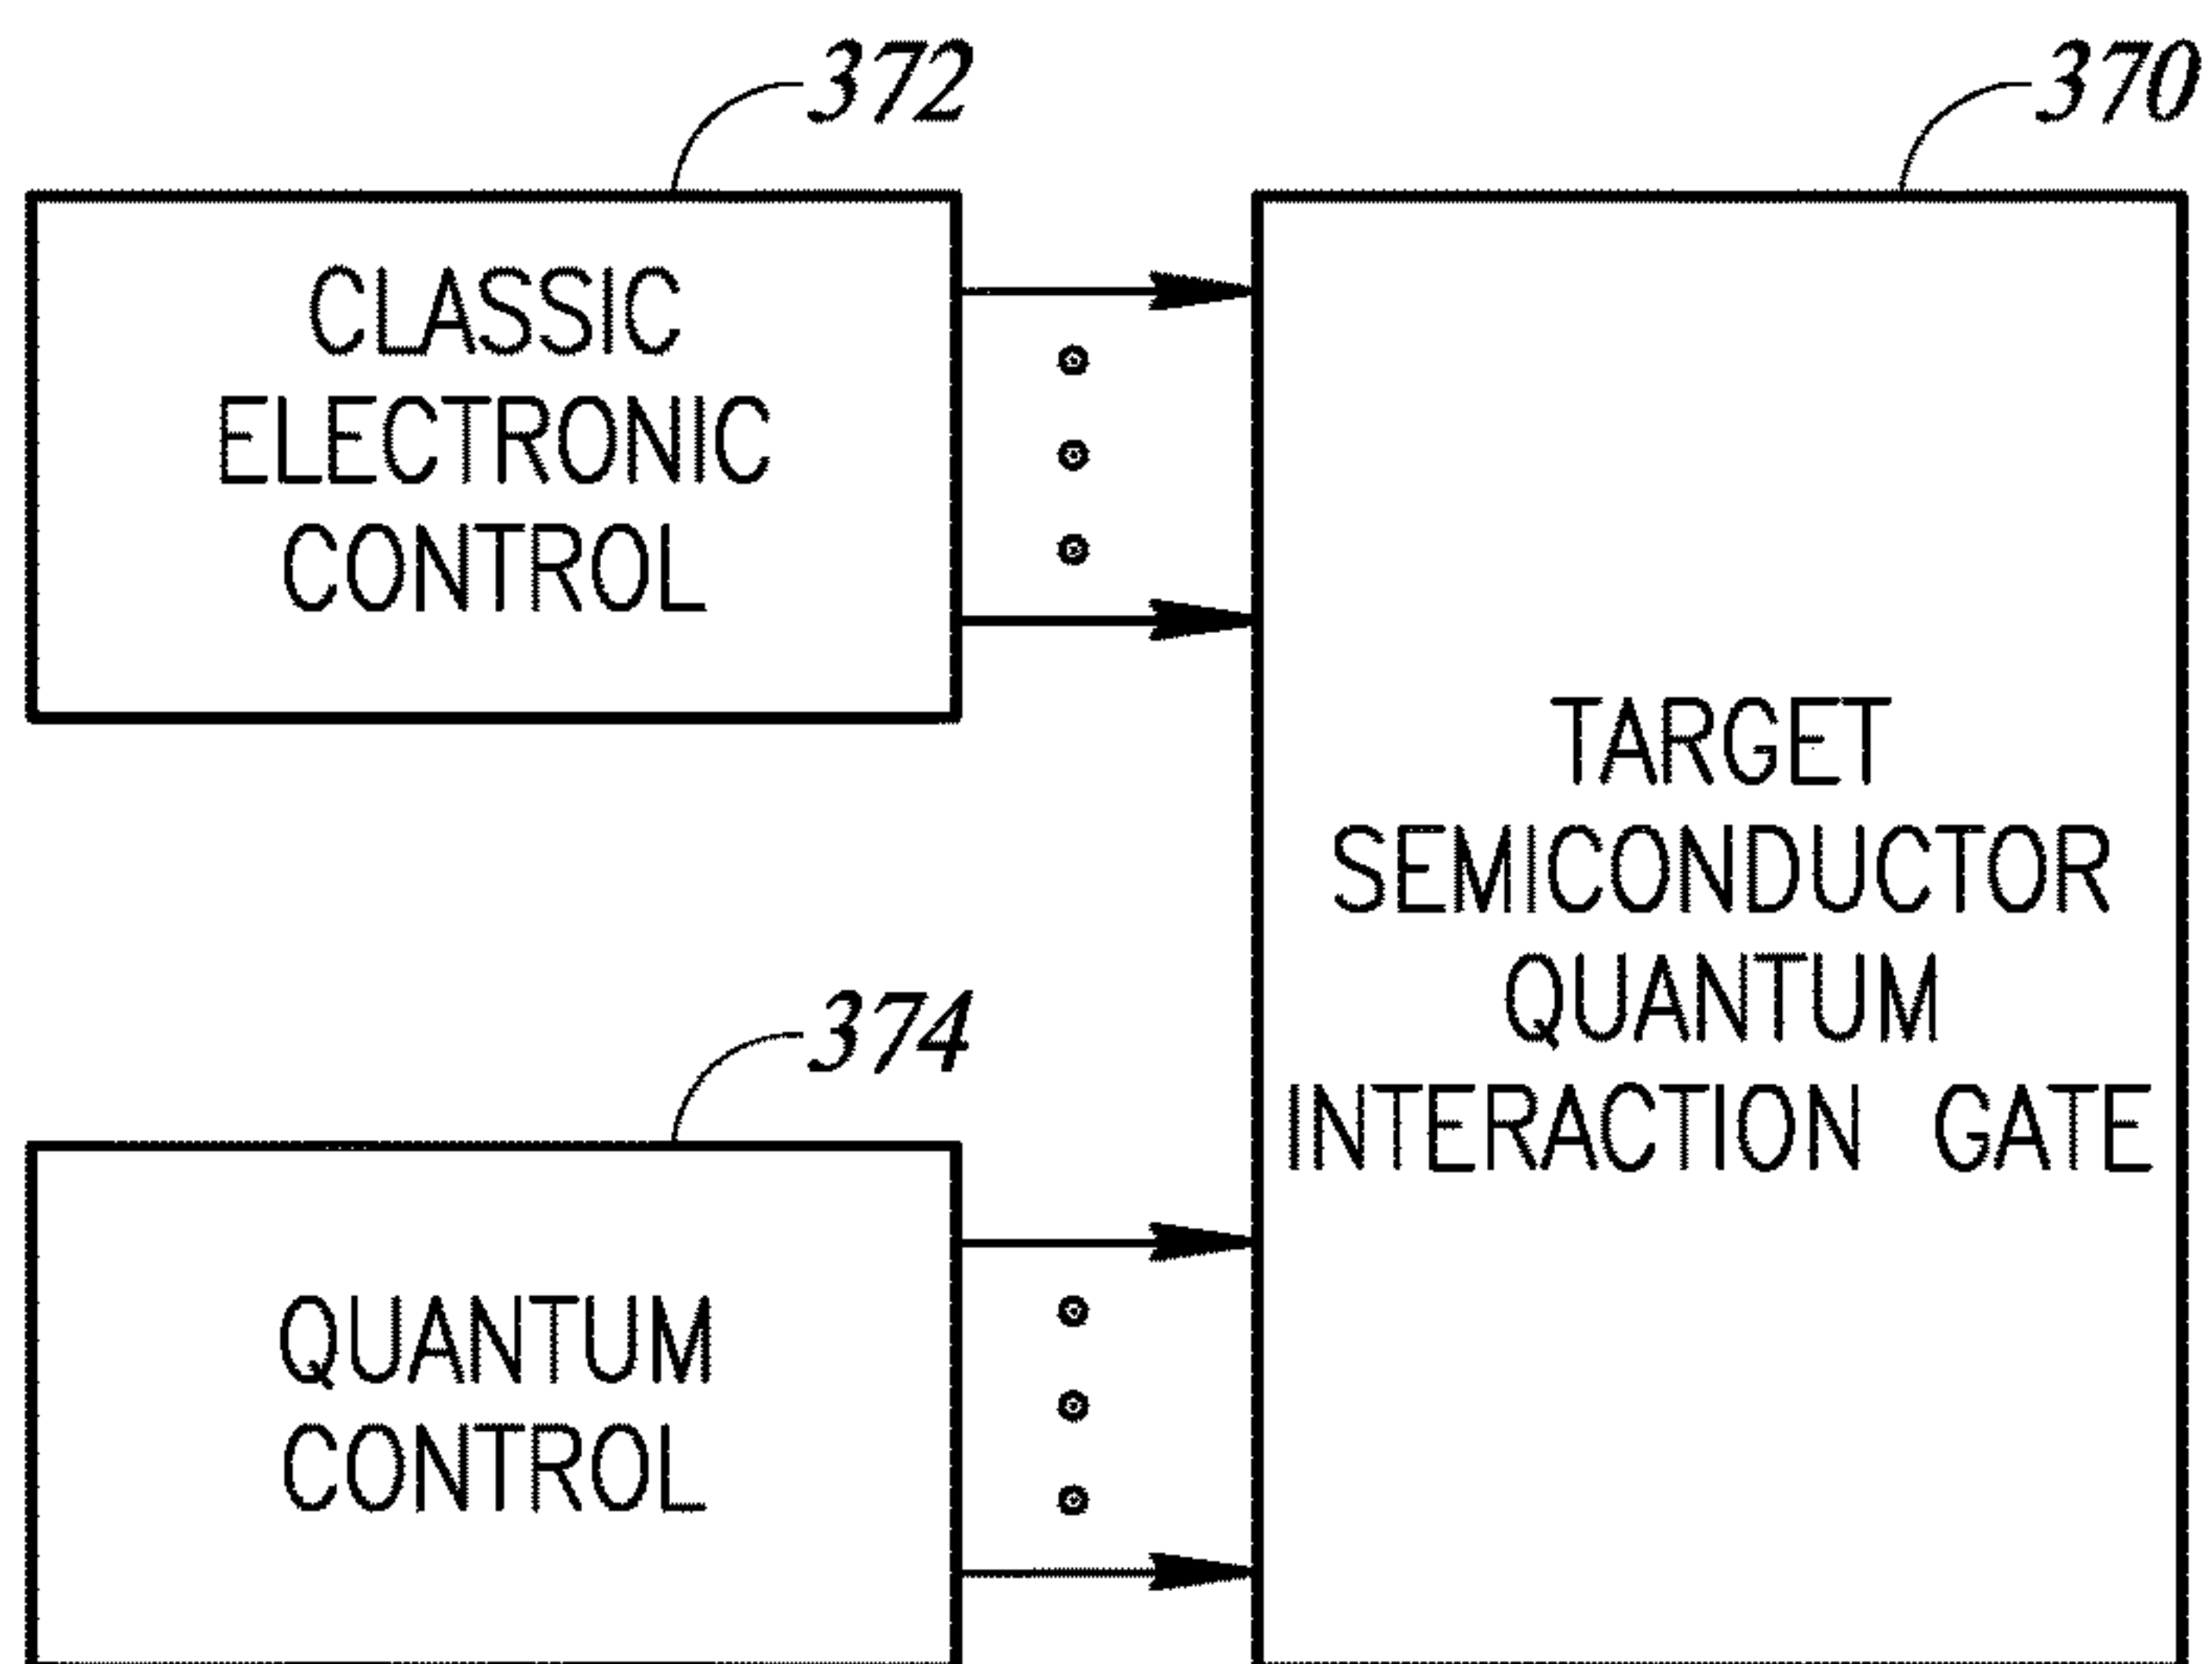 372
370
CLASSIC
ELECTRONIC
CONTROL
TARGET
SEMICONDUCTOR
QUANTUM
INTERACTION GATE
374
QUANTUM
CONTROL